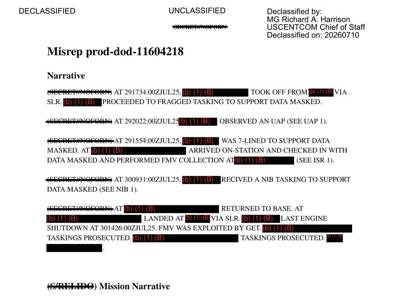 DECLASSIFIED
UNCLASSIFIED
Declassified by:
MG Richard A. Harrison
USCENTCOM Chief of Staff
Declassified on: 20260710
(SECRET//NOFORN)
Misrep prod-dod-11604218
Narrative
(SECRET//NOFORN) AT 291734:00ZJUL25, (b) (1) (B) TOOK OFF FROM (b) (1) (B) VIA
SLR. (b) (1) (B) PROCEEDED TO FRAGGED TASKING TO SUPPORT DATA MASKED.
(SECRET//NOFORN) AT 292022:00ZJUL25 (b) (1) (B) OBSERVED AN UAP (SEE UAP 1).
(SECRET//NOFORN) AT 291554:00ZJUL25, (b) (1) (B) WAS 7-LINED TO SUPPORT DATA
MASKED. AT (b) (1) (B) ARRIVED ON-STATION AND CHECKED IN WITH
DATA MASKED AND PERFORMED FMV COLLECTION AT (b) (1) (B) (SEE ISR 1).
(SECRET//NOFORN) AT 300931:00ZJUL25, (b) (1) (B) RECIVED A NIB TASKING TO SUPPORT
DATA MASKED (SEE NIB 1).
(SECRET//NOFORN) AT (b) (1) (B) RETURNED TO BASE. AT
(b) (1) (B) LANDED AT (b) (1) (B) VIA SLR. (b) (1) (B) LAST ENGINE
SHUTDOWN AT 301426:00ZJUL25. FMV WAS EXPLOITED BY GET. (b) (1) (B)
TASKINGS PROSECUTED. (b) (1) (B) TASKINGS PROSECUTED.
(S//RELIDO) Mission Narrative